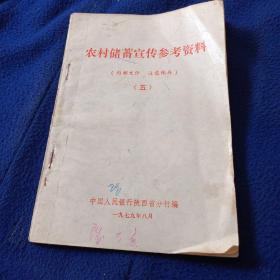 农村储蓄宣传参考资料
(内部文件 注意保存)
(五)
中国人民银行陕西省分行编
一九七九年八月